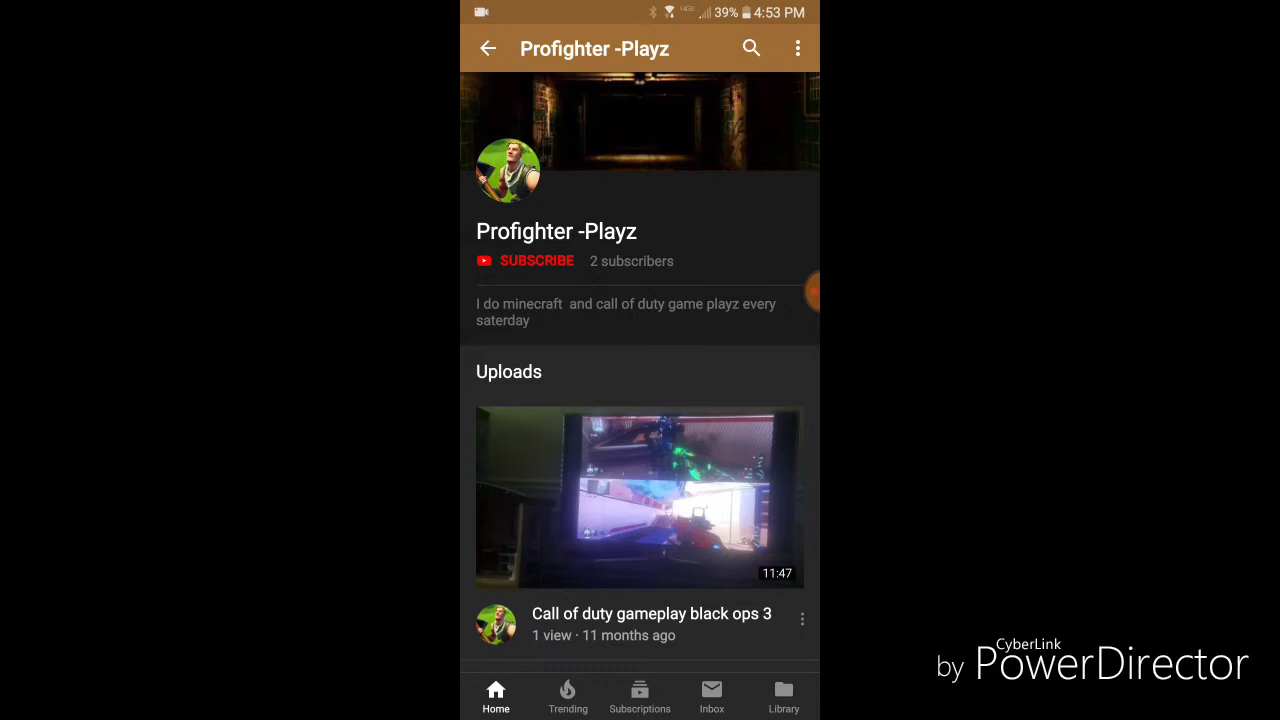 39% 4:53 PM
Profighter -Playz
Profighter -Playz
SUBSCRIBE 2 subscribers
I do minecraft and call of duty game playz every
saterday
Uploads
11:47
Call of duty gameplay black ops 3
1 view · 11 months ago
Home Trending Subscriptions Inbox Library
CyberLink
by PowerDirector